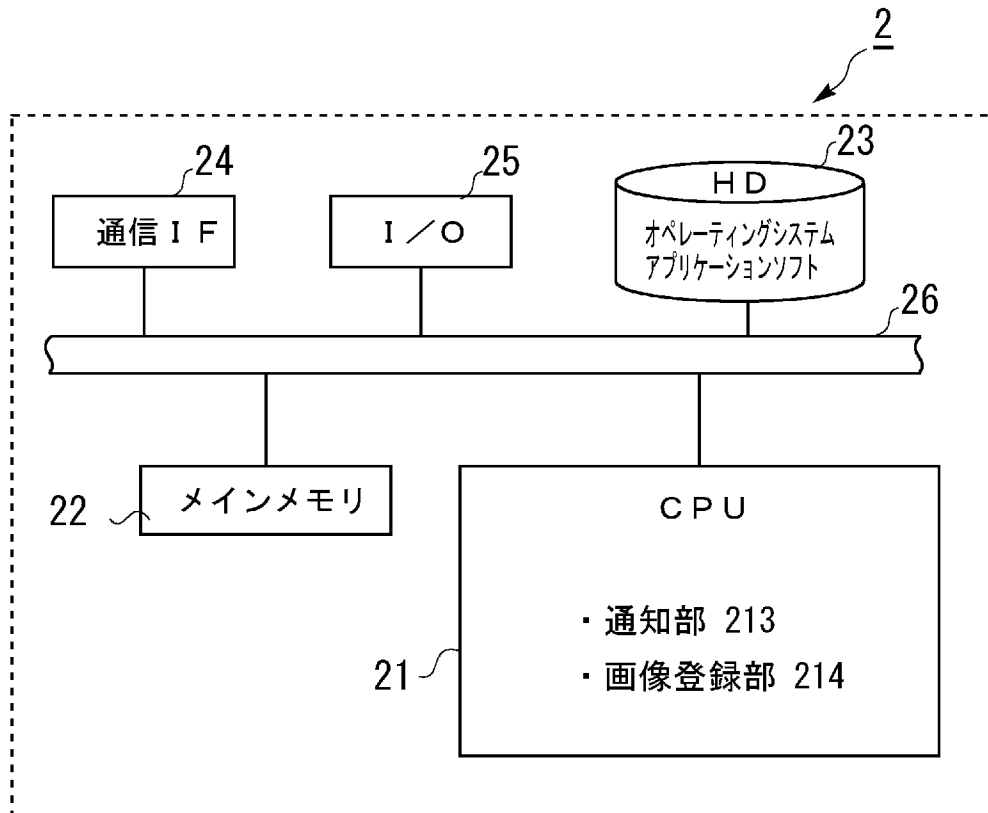 2
24
25
23
通信ＩＦ
Ｉ／Ｏ
ＨＤ
オペレーティングシステム
アプリケーションソフト
26
22
メインメモリ
ＣＰＵ
・通知部 213
21
・画像登録部 214